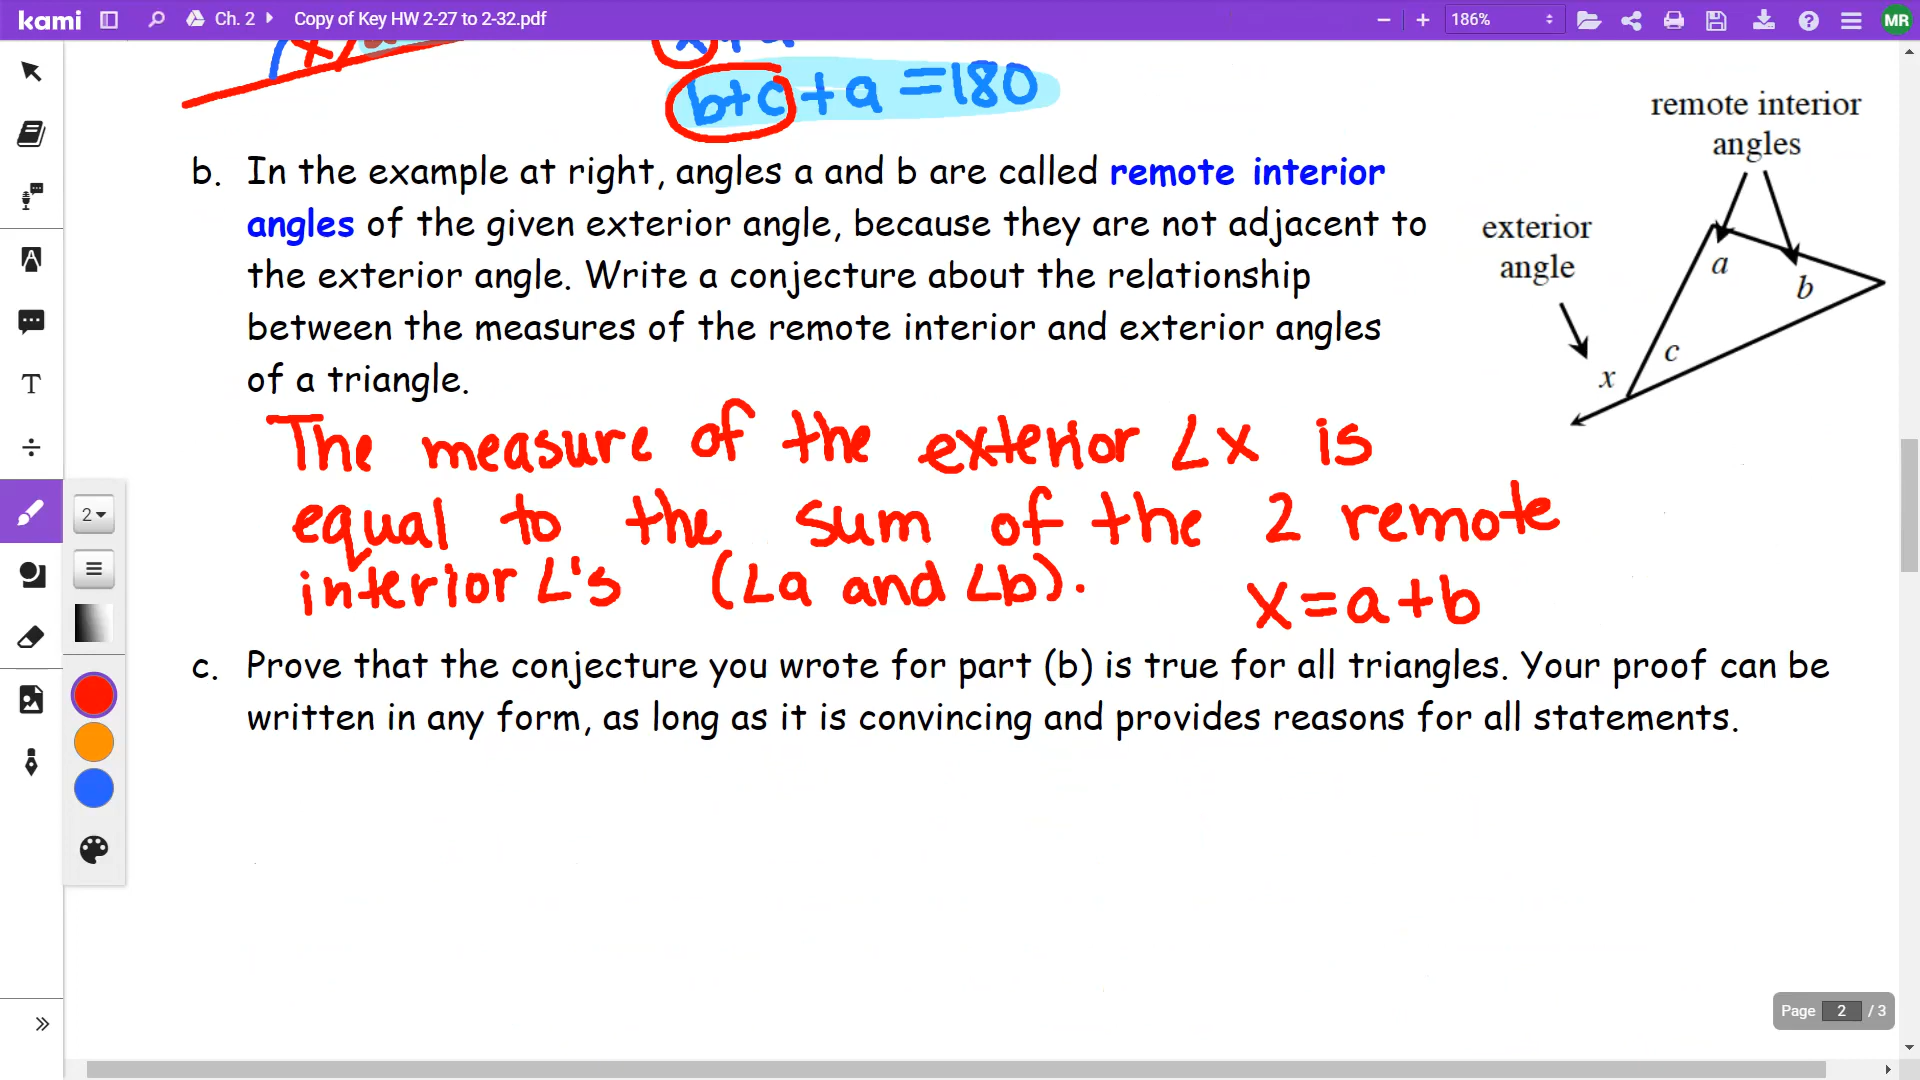 kami
Ch. 2
Copy of Key HW 2-27 to 2-32.pdf
186%
MR
b+c + a = 180
b. In the example at right, angles a and b are called remote interior
angles of the given exterior angle, because they are not adjacent to
the exterior angle. Write a conjecture about the relationship
between the measures of the remote interior and exterior angles
of a triangle.
remote interior
angles
exterior
angle
a
b
c
x
The measure of the exterior ∠x is
equal to the sum of the 2 remote
interior ∠'s (∠a and ∠b).
x=a+b
c. Prove that the conjecture you wrote for part (b) is true for all triangles. Your proof can be
written in any form, as long as it is convincing and provides reasons for all statements.
2
Page 2 / 3